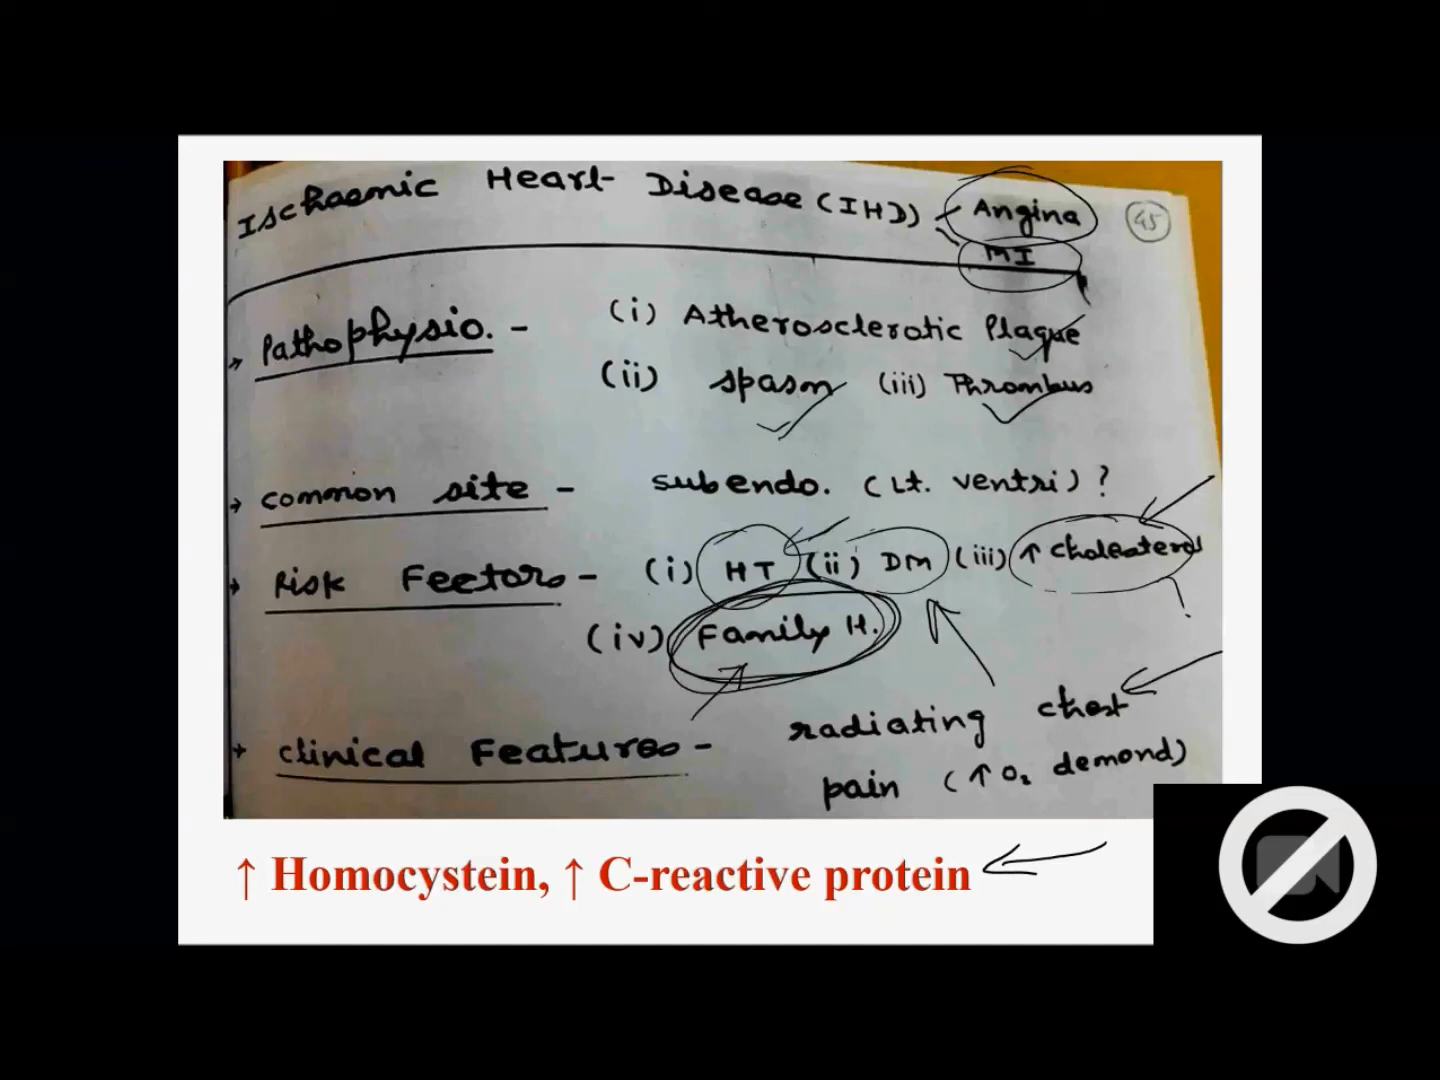 Ischaemic Heart Disease (IHD) - Angina
MI
45
→ Pathophysio. - (i) Atherosclerotic Plaque
(ii) spasm (iii) Thrombus
→ common site - subendo. (Lt. ventri) ?
→ Risk Fectors - (i) HT (ii) DM (iii) ↑ cholesterol
(iv) Family H.
→ clinical Features - radiating chest
pain (↑ O₂ demond)
↑ Homocystein, ↑ C-reactive protein